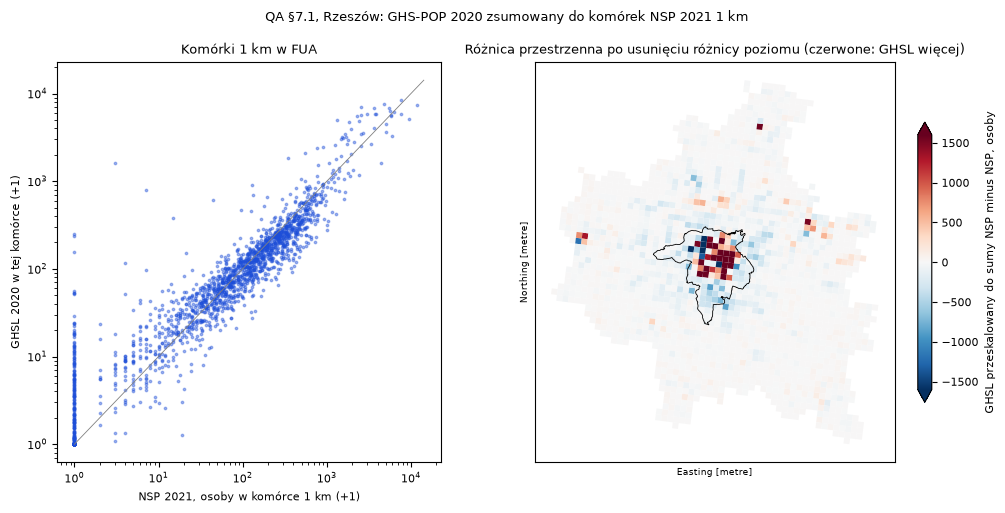 QA §7.1, Rzeszów: GHS-POP 2020 zsumowany do komórek NSP 2021 1 km
Komórki 1 km w FUA
GHSL 2020 w tej komórce (+1)
10⁴
10³
10²
10¹
10⁰
10⁰ 10¹ 10² 10³ 10⁴
NSP 2021, osoby w komórce 1 km (+1)
Różnica przestrzenna po usunięciu różnicy poziomu (czerwone: GHSL więcej)
Northing [metre]
Easting [metre]
1500
1000
500
0
−500
−1000
−1500
GHSL przeskalowany do sumy NSP minus NSP, osoby